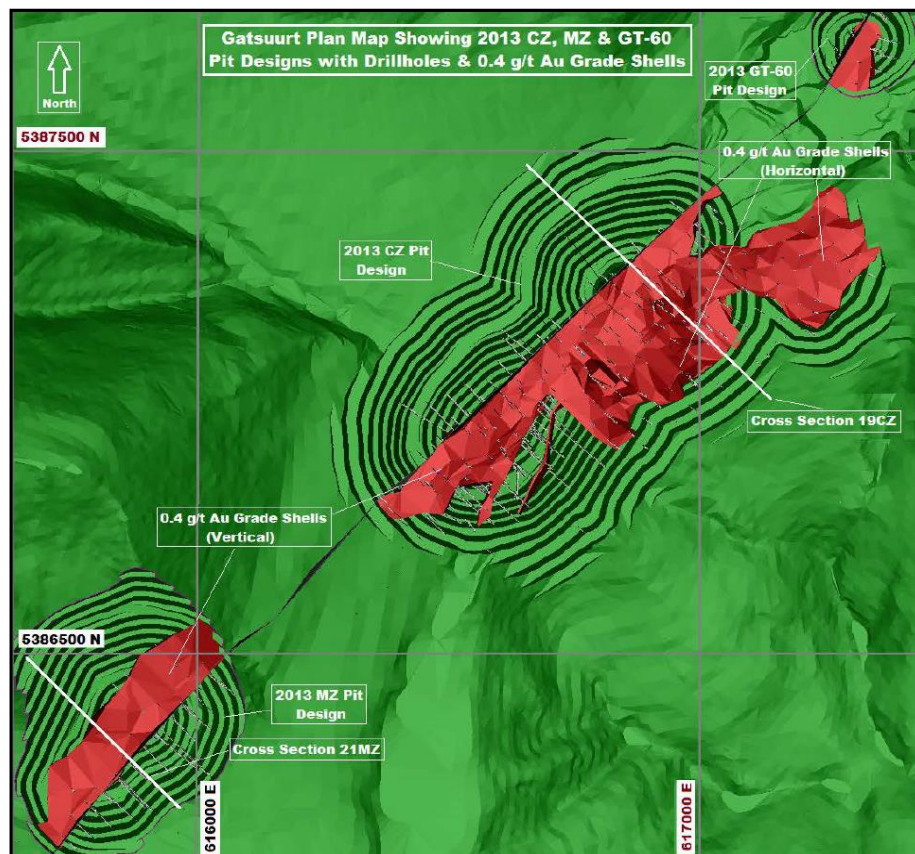 Gatsuurt Plan Map Showing 2013 CZ, MZ & GT-60
Pit Designs with Drillholes & 0.4 g/t Au Grade Shells
North
2013 GT-60
Pit Design
5387500 N
0.4 g/t Au Grade Shells
(Horizontal)
2013 CZ Pit
Design
Cross Section 19CZ
0.4 g/t Au Grade Shells
(Vertical)
5386500 N
2013 MZ Pit
Design
Cross Section 21MZ
616000 E
617000 E